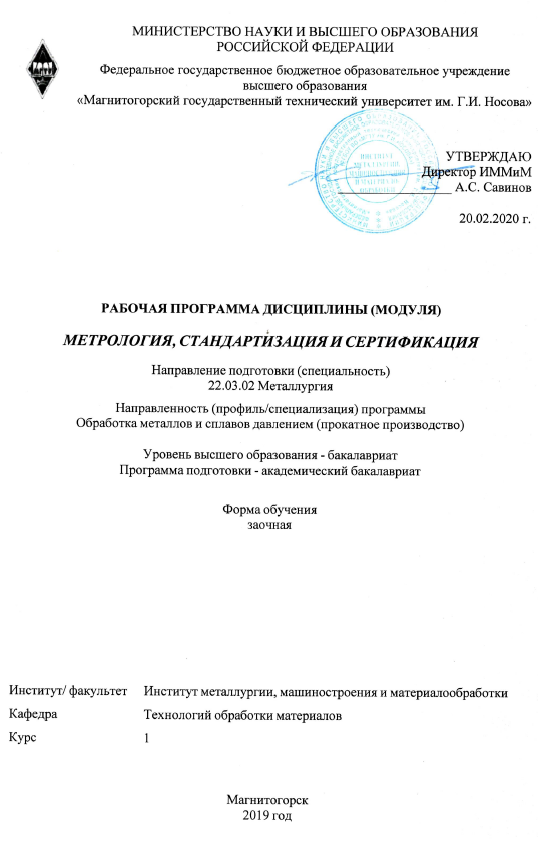 МИНИСТЕРСТВО НАУКИ И ВЫСШЕГО ОБРАЗОВАНИЯ
РОССИЙСКОЙ ФЕДЕРАЦИИ
Федеральное государственное бюджетное образовательное учреждение
высшего образования
«Магнитогорский государственный технический университет им. Г.И. Носова»
УТВЕРЖДАЮ
Директор ИММиМ
А.С. Савинов
20.02.2020 г.
РАБОЧАЯ ПРОГРАММА ДИСЦИПЛИНЫ (МОДУЛЯ)
МЕТРОЛОГИЯ, СТАНДАРТИЗАЦИЯ И СЕРТИФИКАЦИЯ
Направление подготовки (специальность)
22.03.02 Металлургия
Направленность (профиль/специализация) программы
Обработка металлов и сплавов давлением (прокатное производство)
Уровень высшего образования - бакалавриат
Программа подготовки - академический бакалавриат
Форма обучения
заочная
Институт/ факультет Институт металлургии, машиностроения и материалообработки
Кафедра Технологий обработки материалов
Курс 1
Магнитогорск
2019 год